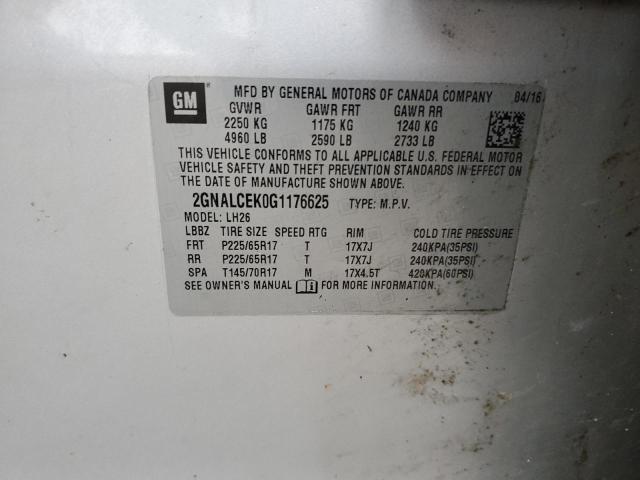 GM
MFD BY GENERAL MOTORS OF CANADA COMPANY 04/16
GVWR GAWR FRT GAWR RR
2250 KG 1175 KG 1240 KG
4960 LB 2590 LB 2733 LB
THIS VEHICLE CONFORMS TO ALL APPLICABLE U.S. FEDERAL MOTOR
VEHICLE SAFETY AND THEFT PREVENTION STANDARDS IN EFFECT ON
THE DATE OF MANUFACTURE SHOWN ABOVE.
2GNALCEK0G1176625 TYPE: M.P.V.
MODEL: LH26
LBBZ TIRE SIZE SPEED RTG RIM COLD TIRE PRESSURE
FRT P225/65R17 T 17X7J 240KPA(35PSI)
RR P225/65R17 T 17X7J 240KPA(35PSI)
SPA T145/70R17 M 17X4.5T 420KPA(60PSI)
SEE OWNER'S MANUAL FOR MORE INFORMATION.